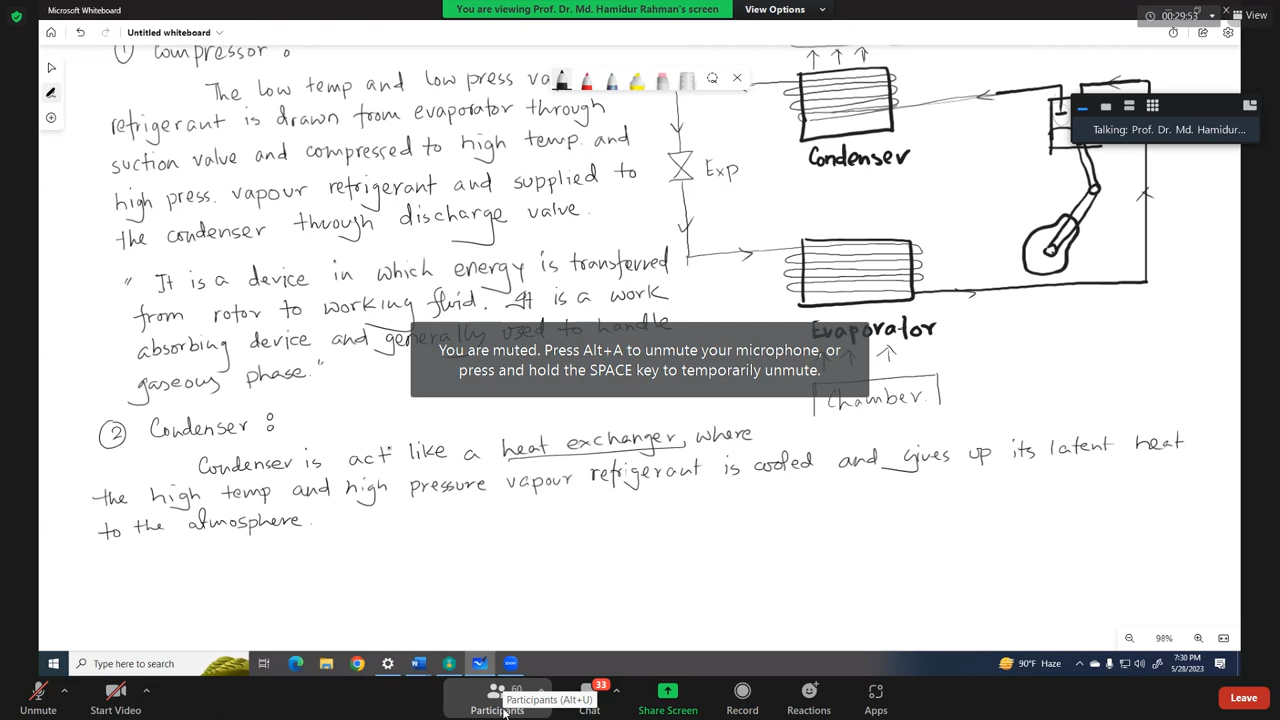 Microsoft Whiteboard
You are viewing Prof. Dr. Md. Hamidur Rahman's screen
View Options
00:29:53
View
Untitled whiteboard
① Compressor :
The low temp and low press va
refrigerant is drawn from evaporator through
suction valve and compressed to high temp. and
high press. vapour refrigerant and supplied to
the condenser through discharge valve.
" It is a device in which energy is transferred
from rotor to working fluid. It is a work
absorbing device and generally used to handle
gaseous phase."
Condenser
Exp
Evaporator
Chamber.
Talking: Prof. Dr. Md. Hamidur...
You are muted. Press Alt+A to unmute your microphone, or
press and hold the SPACE key to temporarily unmute.
② Condenser :
Condenser is act like a heat exchanger, where
the high temp and high pressure vapour refrigerant is cooled and gives up its latent heat
to the atmosphere.
98%
Type here to search
90°F Haze
7:30 PM
5/28/2023
60
33
Participants (Alt+U)
Unmute
Start Video
Participants
Chat
Share Screen
Record
Reactions
Apps
Leave